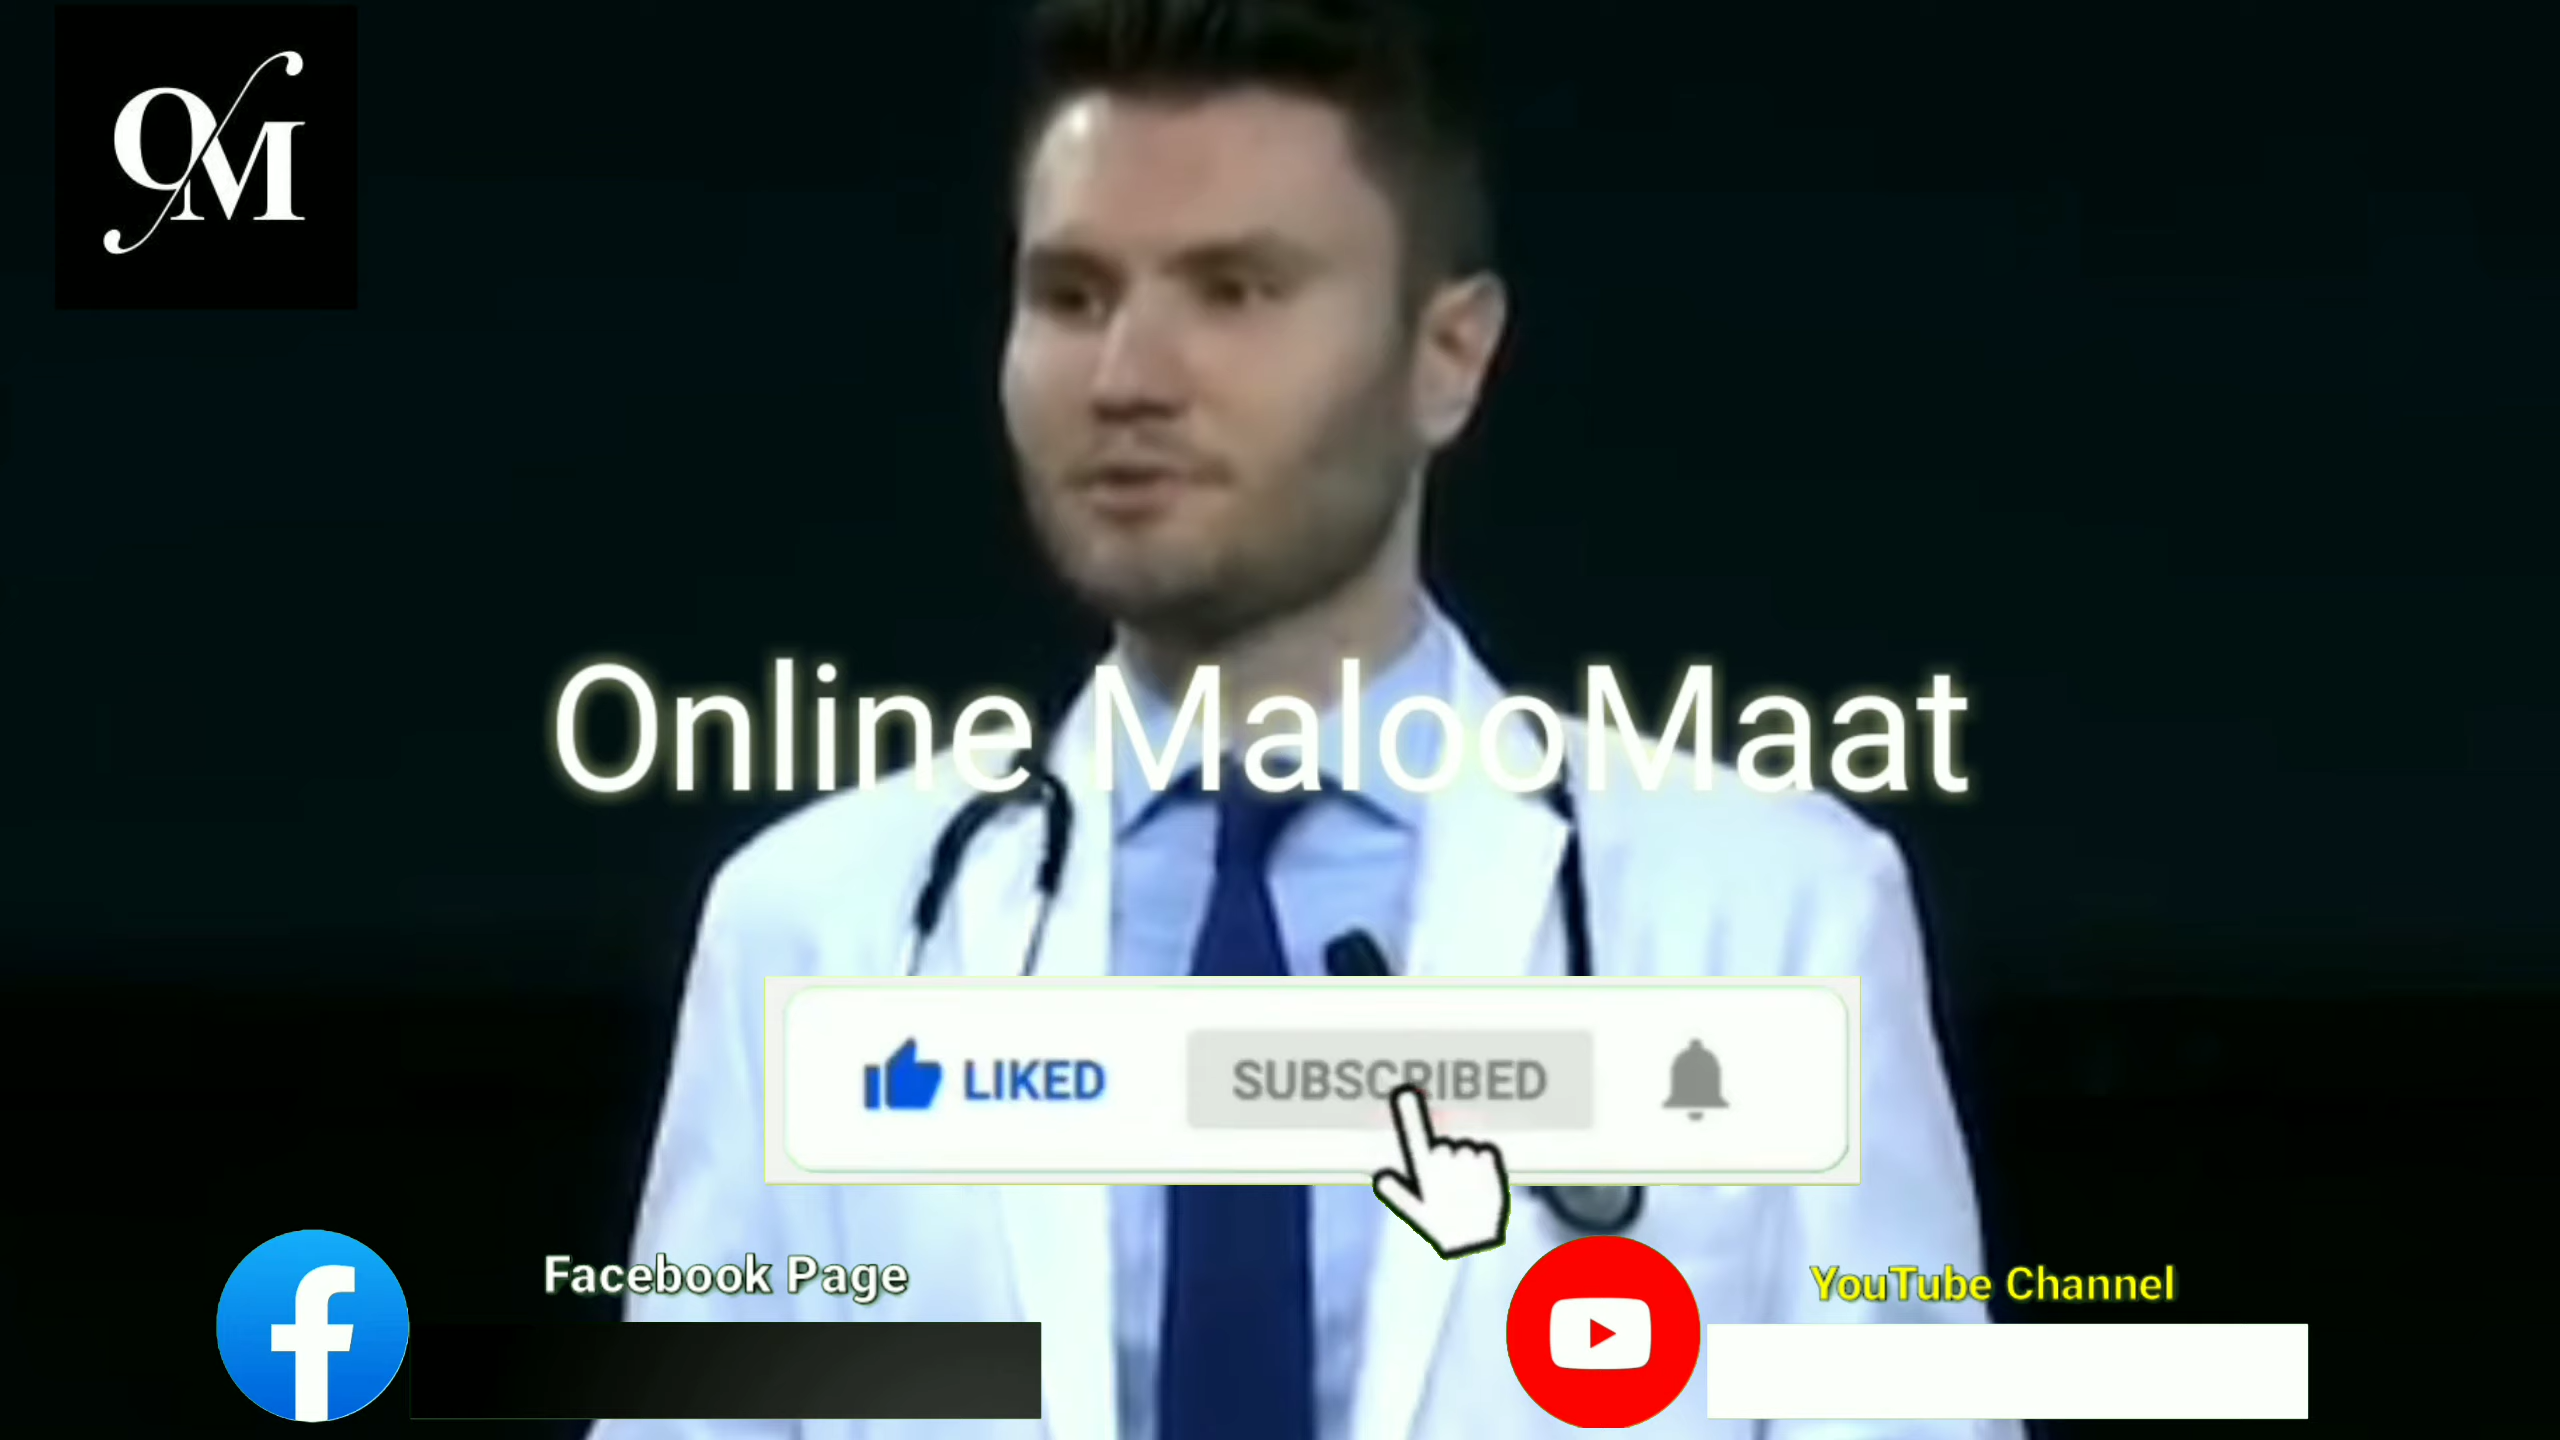 OM
Online MalooMaat
LIKED SUBSCRIBED
Facebook Page
YouTube Channel